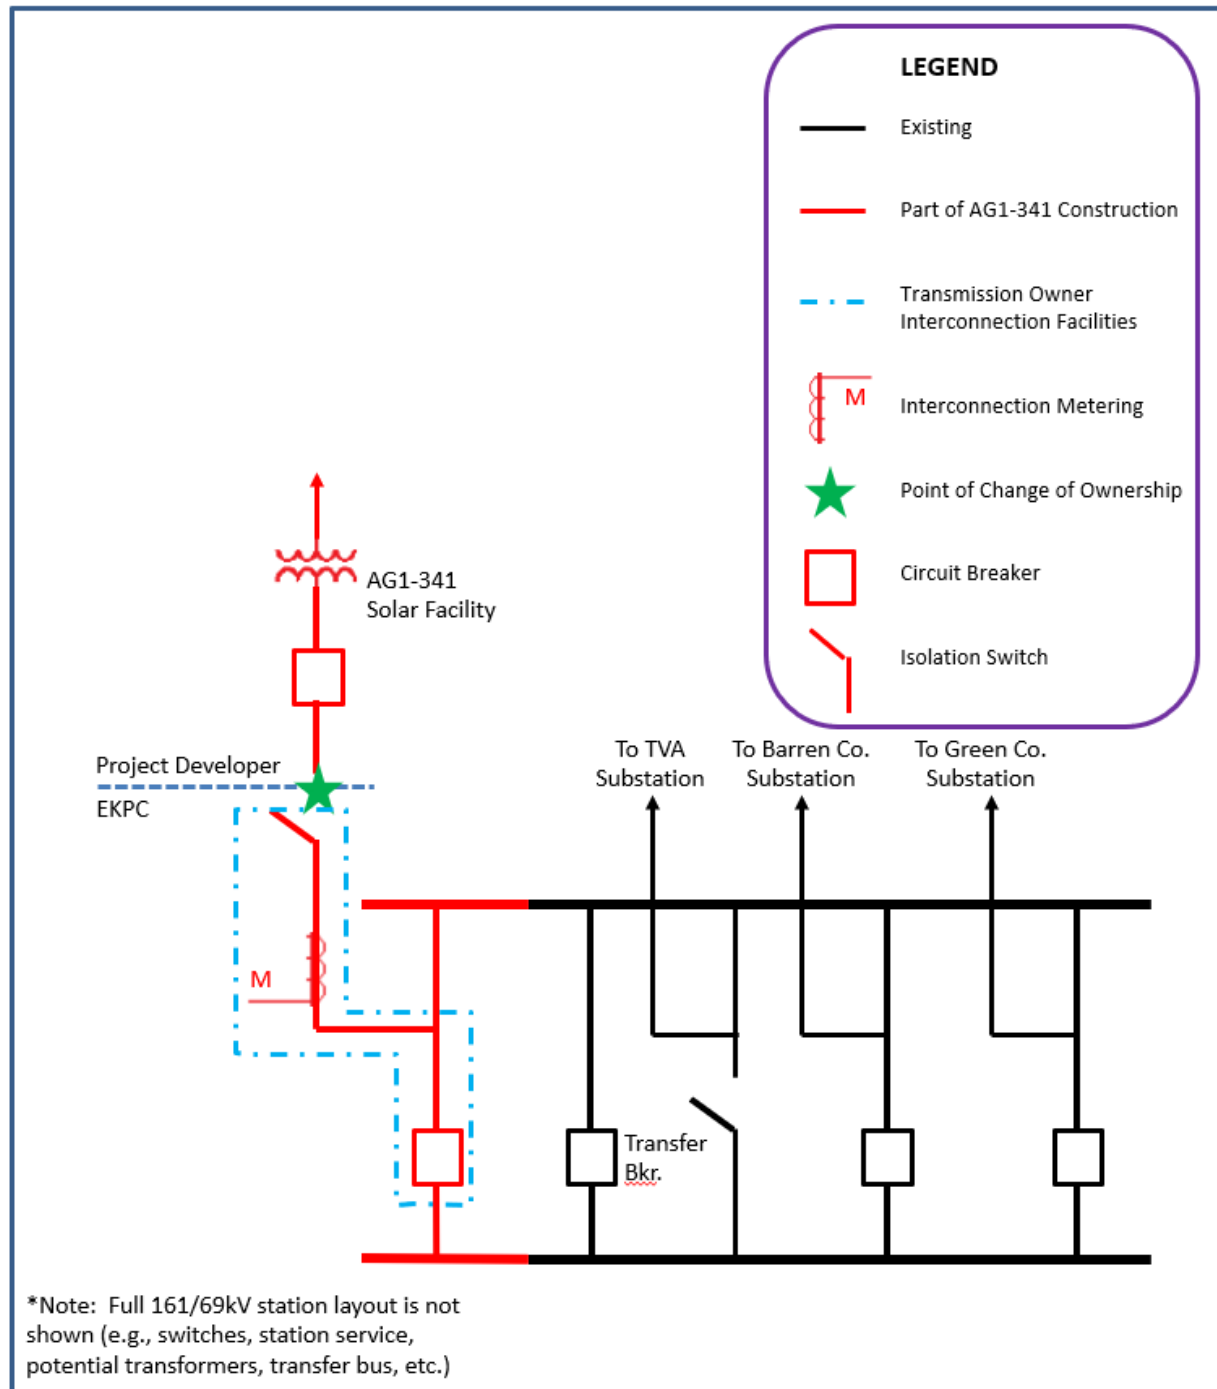 LEGEND
Existing
Part of AG1-341 Construction
Transmission Owner
Interconnection Facilities
M
Interconnection Metering
Point of Change of Ownership
Circuit Breaker
Isolation Switch
AG1-341
Solar Facility
Project Developer
EKPC
To TVA
Substation
To Barren Co.
Substation
To Green Co.
Substation
M
Transfer
Bkr.
*Note:  Full 161/69kV station layout is not
shown (e.g., switches, station service,
potential transformers, transfer bus, etc.)